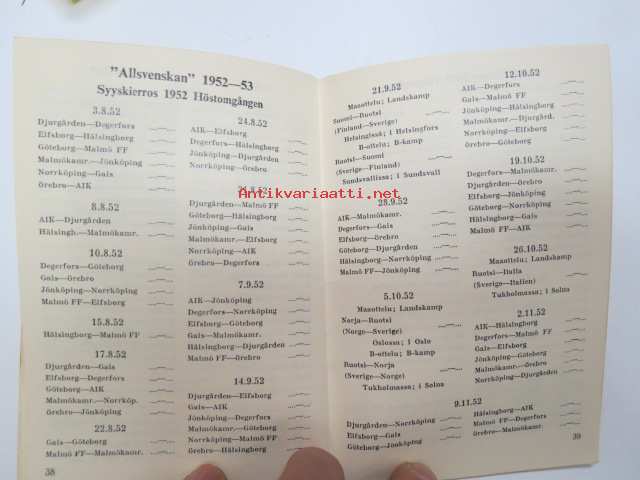 "Allsvenskan" 1952—53
Syyskierros 1952 Höstomgången
3.8.52
Djurgården—Degerfors
Elfsborg—Hälsingberg
Göteborg—Malmö FF
Malmökamr.—Jönköping
Norrköping—Gais
Örebro—AIK
8.8.52
AIK—Djurgården
Hälsingb.—Malmökamr.
10.8.52
Degerfors—Göteborg
Gais—Örebro
Jönköping—Norrköping
Malmö FF—Elfsborg
15.8.52
Hälsingborg—Malmö FF
17.8.52
Djurgården—Gais
Elfsborg—Degerfors
Göteborg—AIK
Malmökamr.—Norrköp.
Örebro—Jönköping
22.8.52
Gais—Göteborg
Malmö FF—Malmökamr.
38
24.8.52
AIK—Elfsborg
Degerfors—Hälsingborg
Jönköping—Djurgården
Norrköping—Örebro
31.8.52
Djurgården—Malmö FF
Göteborg—Hälsingborg
Jönköping—Gais
Malmökamr.—Elfsborg
Norrköping—AIK
Örebro—Degerfors
7.9.52
AIK—Jönköping
Degerfors—Norrköping
Elfsborg—Göteborg
Gais—Malmökamr.
Hälsingborg—Djurgården
Malmö FF—Örebro
14.9.52
Djurgården—Elfsborg
Gais—AIK
Jönköping—Degerfors
Malmökamr.—Göteborg
Norrköping—Malmö FF
Örebro—Hälsingborg
Antikvariaatti.net
21.9.52
Maaottelu; Landskamp
Suomi—Ruotsi
(Finland—Sverige)
Helsingissä; i Helsingfors
B-ottelu; B-kamp
Ruotsi—Suomi
(Sverige—Finland)
Sundsvallissa; i Sundsvall
28.9.52
AIK—Malmökamr.
Degerfors—Gais
Elfsborg—Örebro
Göteborg—Djurgården
Hälsingborg—Norrköping
Malmö FF—Jönköping
5.10.52
Maaottelu; Landskamp
Norja—Ruotsi
(Norge—Sverige)
Oslossa; i Oslo
B-ottelu; B-kamp
Ruotsi—Norja
(Sverige—Norge)
Tukholmassa; i Solna
9.11.52
Djurgården—Norrköping
Elfsborg—Gais
Göteborg—Jönköping
12.10.52
AIK—Degerfors
Gais—Malmö FF
Jönköping—Hälsingborg
Malmökamr.—Djurgård.
Norrköping—Elfsborg
Örebro—Göteborg
19.10.52
Degerfors—Malmökamr.
Djurgården—Örebro
Elfsborg—Jönköping
Göteborg—Norrköping
Hälsingborg—Gais
Malmö FF—AIK
26.10.52
Maaottelu; Landskamp
Ruotsi—Italia
(Sverige—Italien)
Tukholmassa; i Solna
2.11.52
AIK—Hälsingborg
Gais—Elfsborg
Jönköping—Göteborg
Malmökamr.—Örebro
Norrköping—Djurgården
Hälsingborg—AIK
Malmö FF—Degerfors
Örebro—Malmökamr.
39